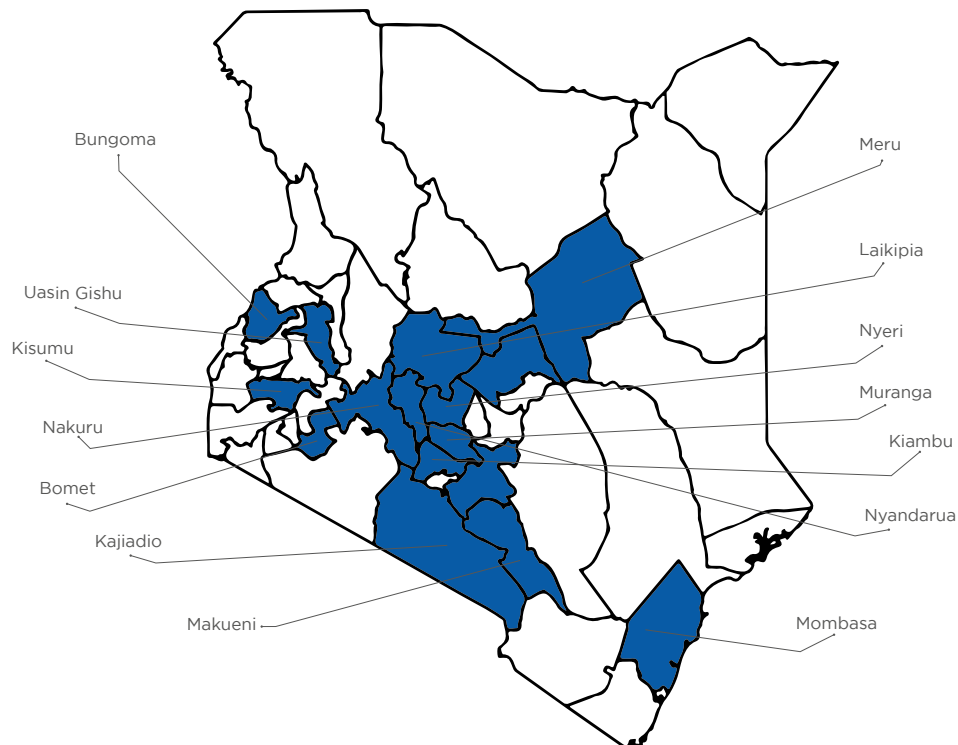 Bungoma
Uasin Gishu
Kisumu
Nakuru
Bomet
Kajiadio
Makueni
Meru
Laikipia
Nyeri
Muranga
Kiambu
Nyandarua
Mombasa